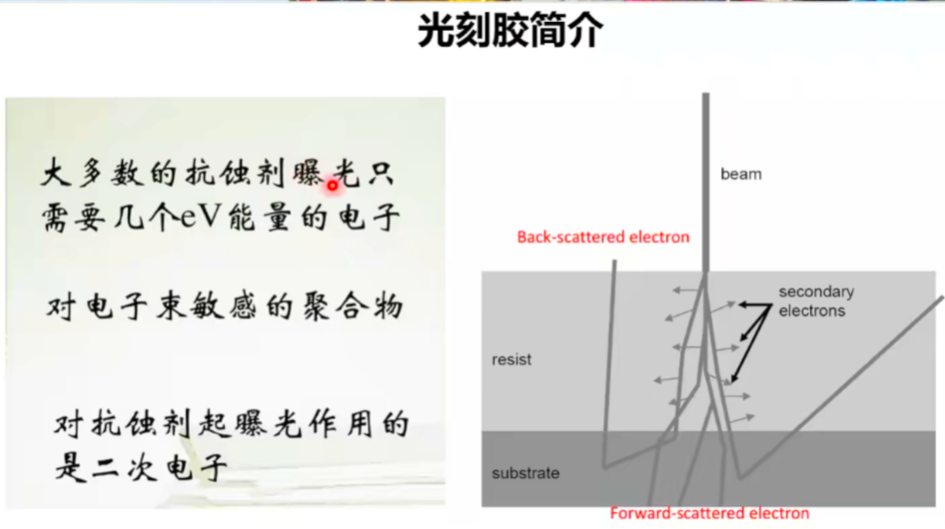 光刻胶简介
大多数的抗蚀剂曝光只
需要几个eV能量的电子
对电子束敏感的聚合物
对抗蚀剂起曝光作用的
是二次电子
beam
Back-scattered electron
secondary
electrons
resist
substrate
Forward-scattered electron